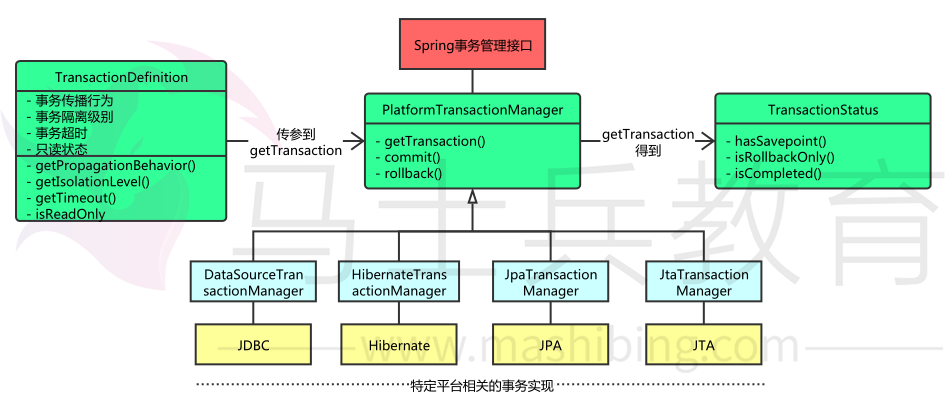 Spring事务管理接口
TransactionDefinition
- 事务传播行为
- 事务隔离级别
- 事务超时
- 只读状态
- getPropagationBehavior()
- getIsolationLevel()
- getTimeout()
- isReadOnly
传参到
getTransaction
PlatformTransactionManager
- getTransaction()
- commit()
- rollback()
getTransaction
得到
TransactionStatus
- hasSavepoint()
- isRollbackOnly()
- isCompleted()
马士兵教育
DataSourceTran
sactionManager
HibernateTrans
actionManager
JpaTransaction
Manager
JtaTransaction
Manager
JDBC
Hibernate
JPA
JTA
www.mashibing.com
特定平台相关的事务实现